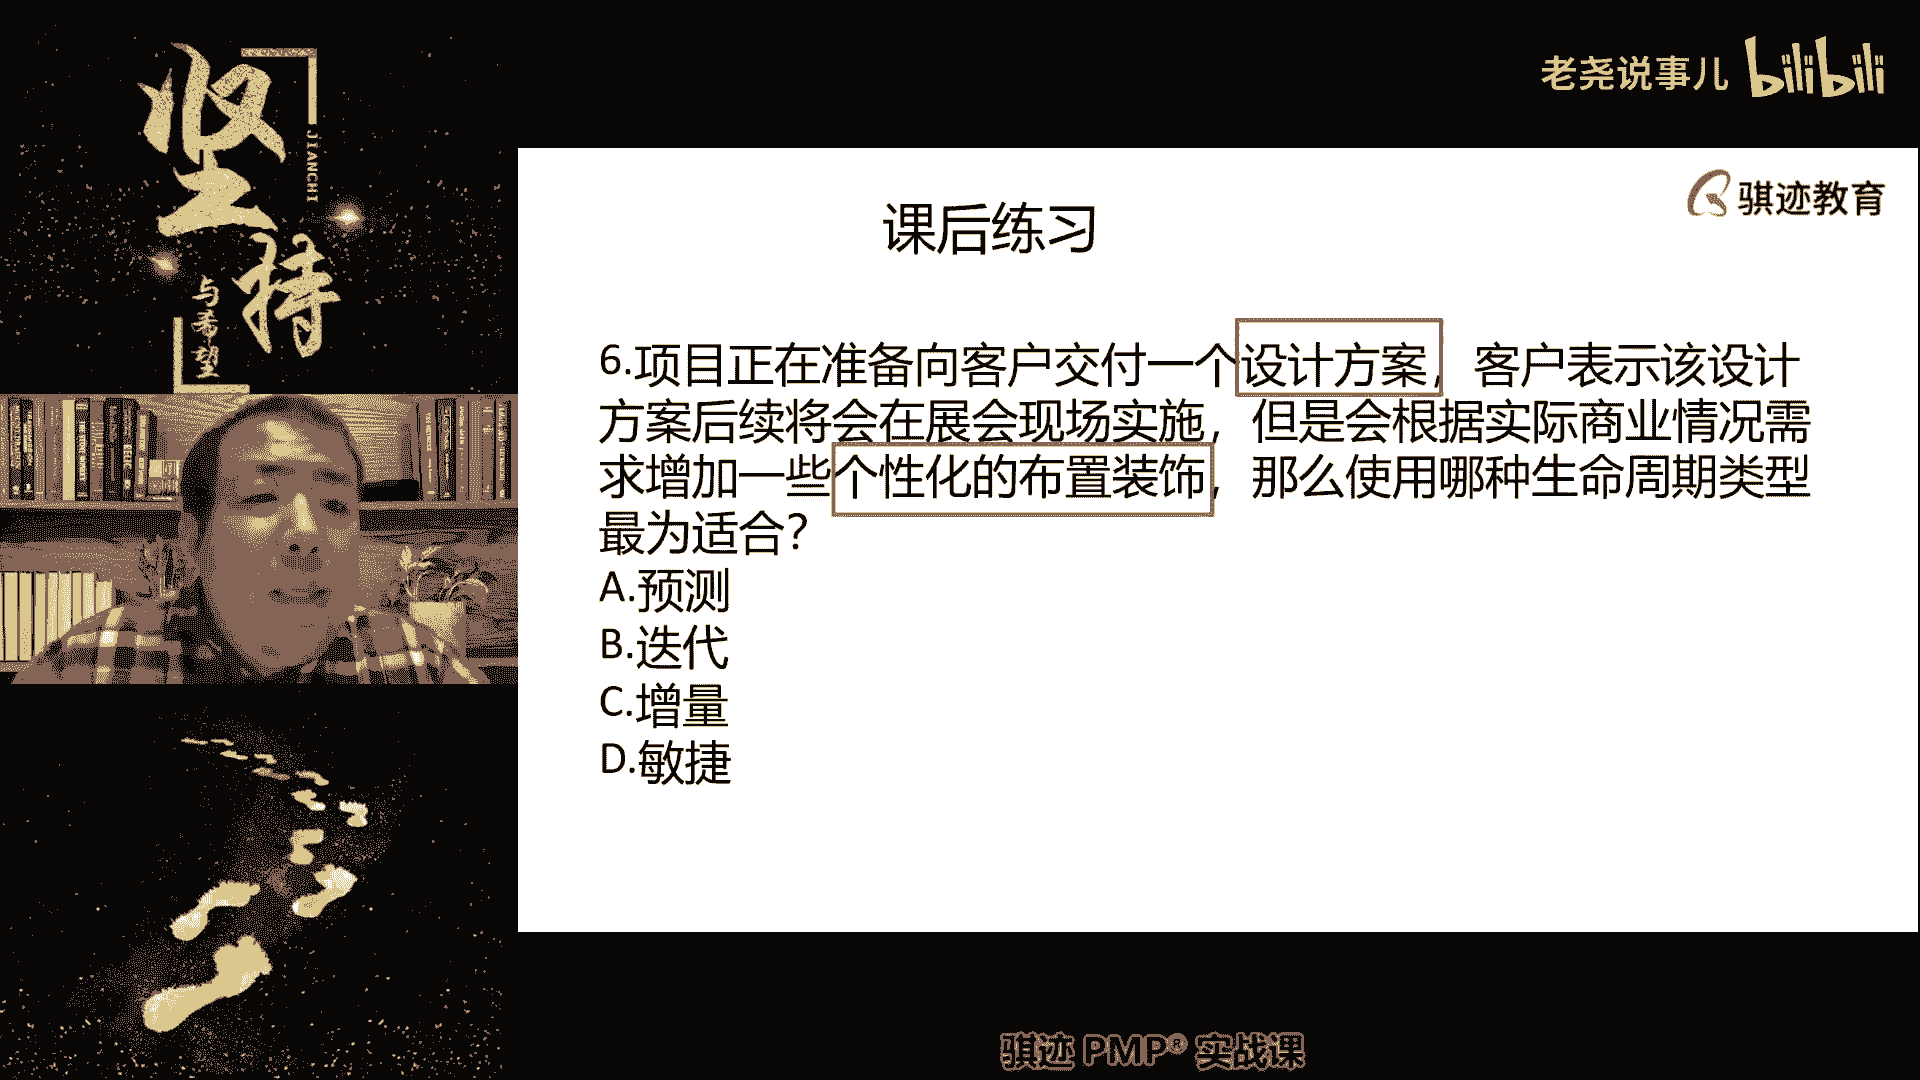 坚持
JIANCHI
与希望
老尧说事儿 bilibili
骐迹教育
课后练习
6.项目正在准备向客户交付一个设计方案，客户表示该设计
方案后续将会在展会现场实施，但是会根据实际商业情况需
求增加一些个性化的布置装饰，那么使用哪种生命周期类型
最为适合？
A.预测
B.迭代
C.增量
D.敏捷
骐迹 PMP® 实战课